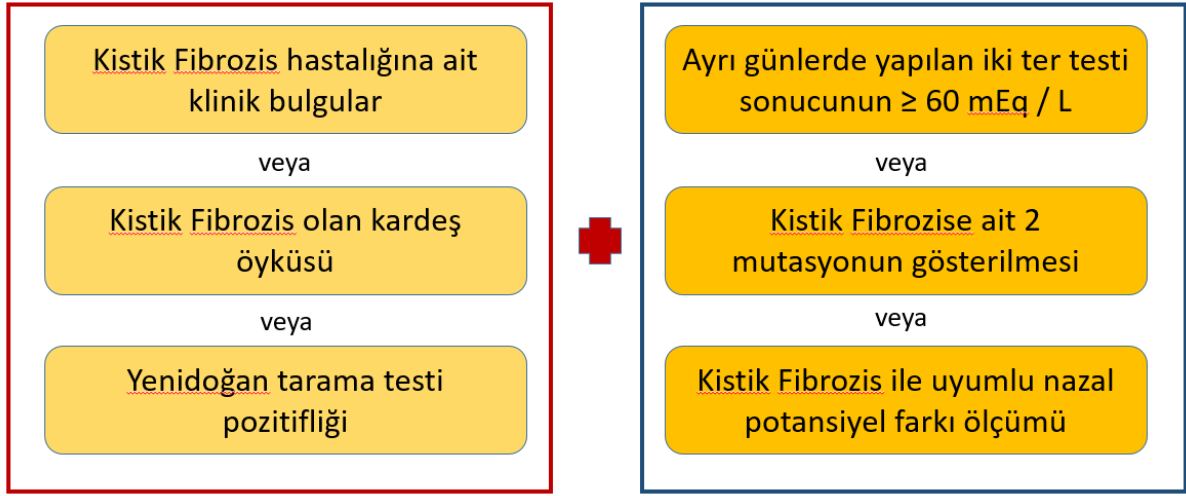 Kistik Fibrozis hastalığına ait
klinik bulgular
veya
Kistik Fibrozis olan kardeş
öyküsü
veya
Yenidoğan tarama testi
pozitifliği
Ayrı günlerde yapılan iki ter testi
sonucunun ≥ 60 mEq / L
veya
Kistik Fibrozise ait 2
mutasyonun gösterilmesi
veya
Kistik Fibrozis ile uyumlu nazal
potansiyel farkı ölçümü